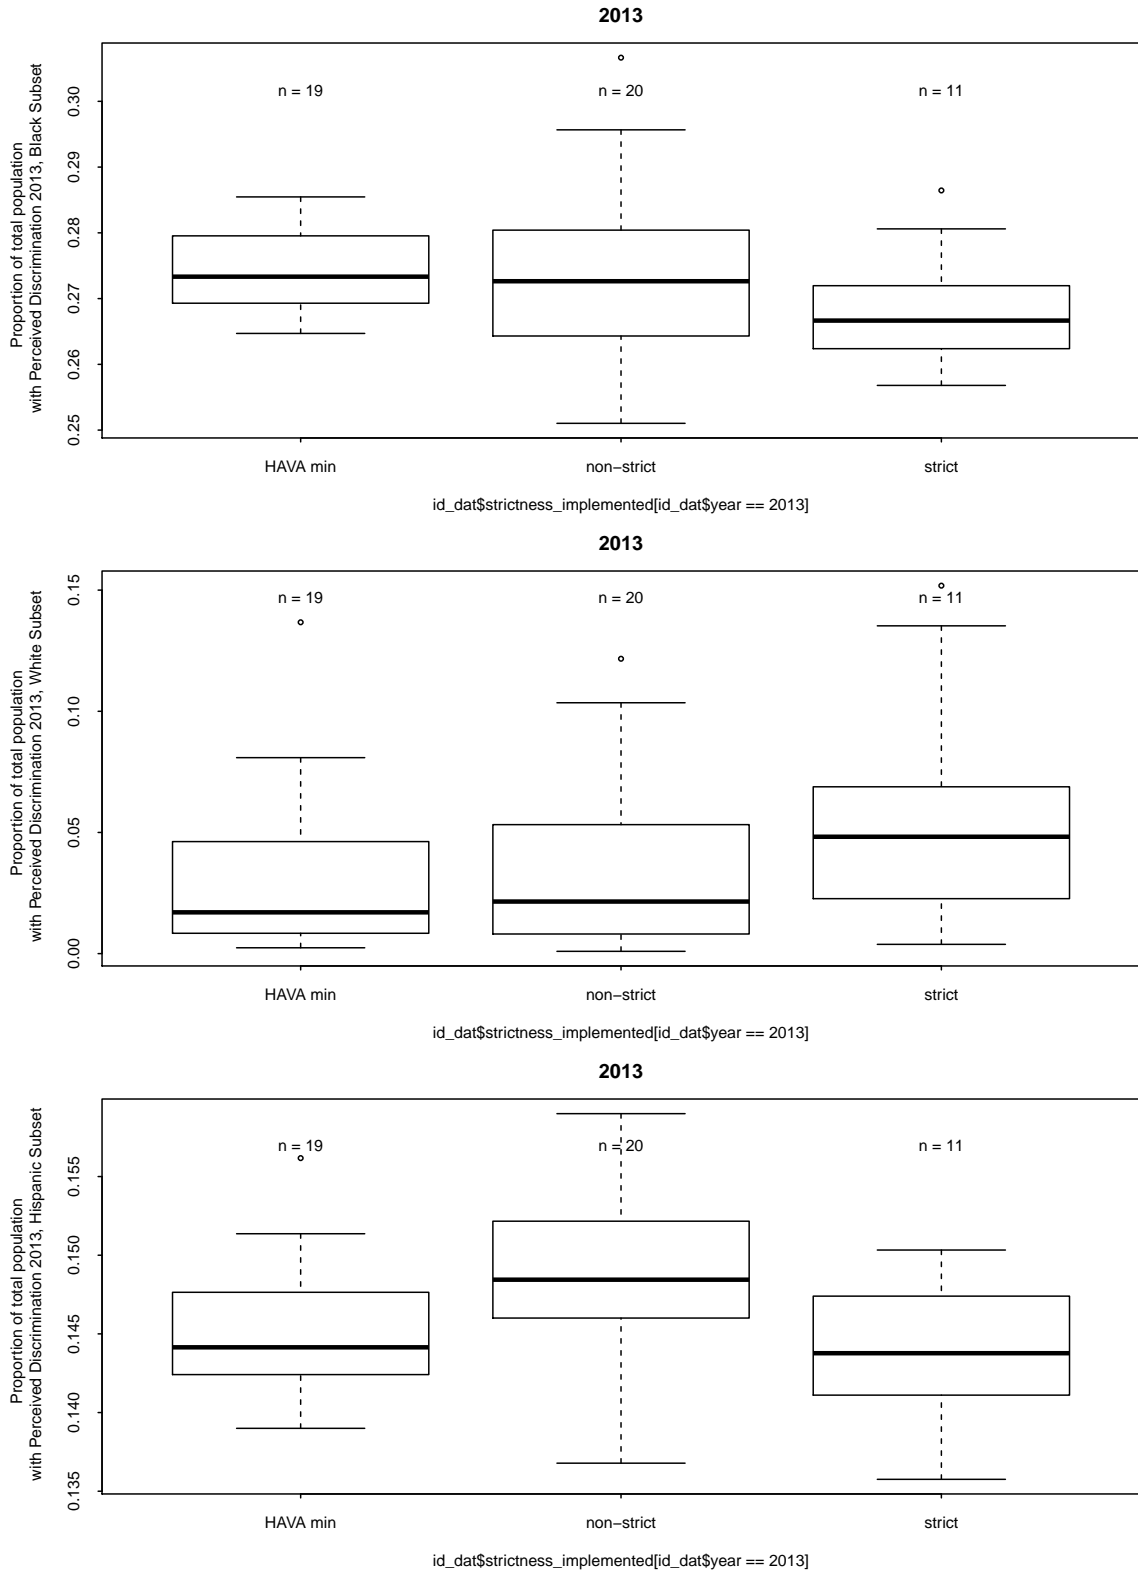 2013
Proportion of total population
with Perceived Discrimination 2013, Black Subset
0.30
0.29
0.28
0.27
0.26
0.25
n = 19
n = 20
n = 11
HAVA min
non−strict
strict
id_dat$strictness_implemented[id_dat$year == 2013]
2013
Proportion of total population
with Perceived Discrimination 2013, White Subset
0.15
0.10
0.05
0.00
n = 19
n = 20
n = 11
HAVA min
non−strict
strict
id_dat$strictness_implemented[id_dat$year == 2013]
2013
Proportion of total population
with Perceived Discrimination 2013, Hispanic Subset
0.155
0.150
0.145
0.140
0.135
n = 19
n = 20
n = 11
HAVA min
non−strict
strict
id_dat$strictness_implemented[id_dat$year == 2013]